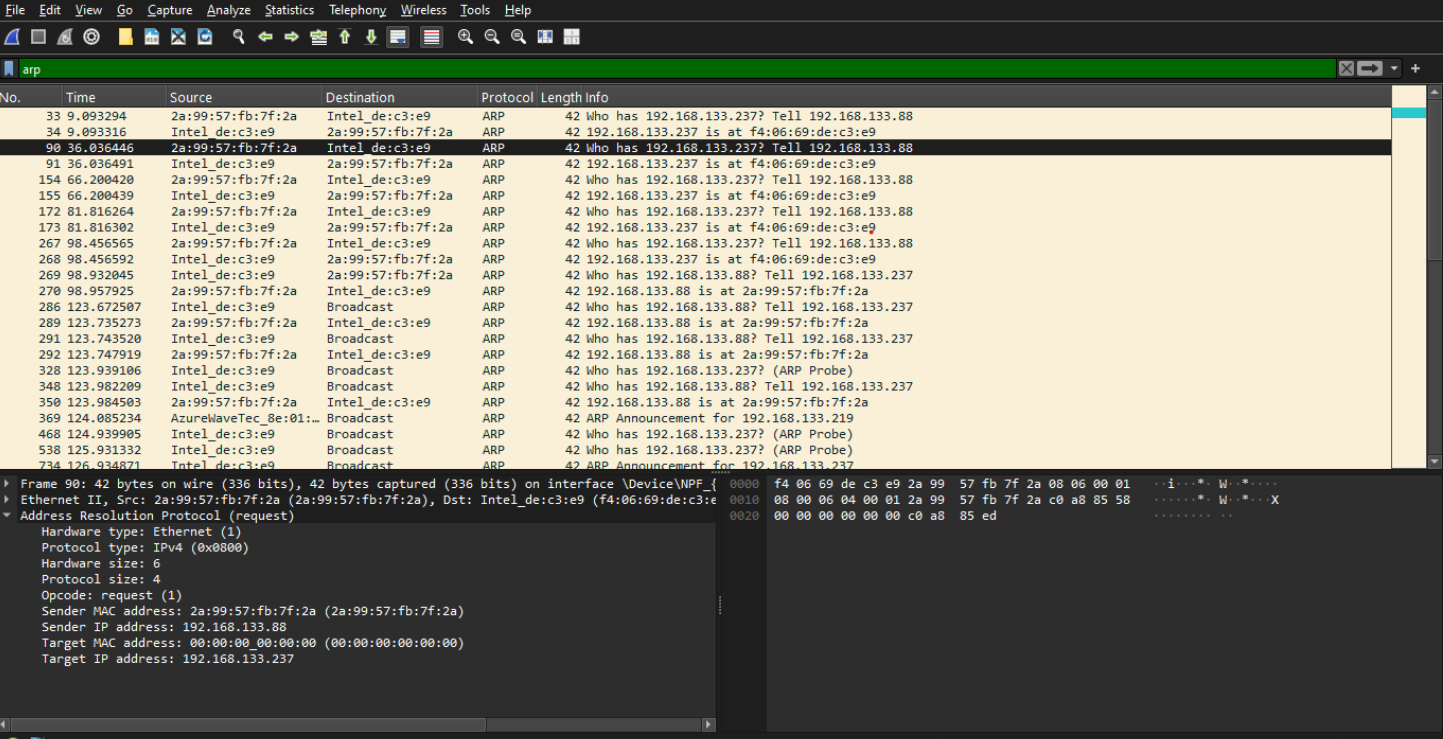 File Edit View Go Capture Analyze Statistics Telephony Wireless Tools Help
arp
No. Time Source Destination Protocol Length Info
33 9.093294 2a:99:57:fb:7f:2a Intel_de:c3:e9 ARP 42 Who has 192.168.133.237? Tell 192.168.133.88
34 9.093316 Intel_de:c3:e9 2a:99:57:fb:7f:2a ARP 42 192.168.133.237 is at f4:06:69:de:c3:e9
90 36.036446 2a:99:57:fb:7f:2a Intel_de:c3:e9 ARP 42 Who has 192.168.133.237? Tell 192.168.133.88
91 36.036491 Intel_de:c3:e9 2a:99:57:fb:7f:2a ARP 42 192.168.133.237 is at f4:06:69:de:c3:e9
154 66.200420 2a:99:57:fb:7f:2a Intel_de:c3:e9 ARP 42 Who has 192.168.133.237? Tell 192.168.133.88
155 66.200439 Intel_de:c3:e9 2a:99:57:fb:7f:2a ARP 42 192.168.133.237 is at f4:06:69:de:c3:e9
172 81.816264 2a:99:57:fb:7f:2a Intel_de:c3:e9 ARP 42 Who has 192.168.133.237? Tell 192.168.133.88
173 81.816302 Intel_de:c3:e9 2a:99:57:fb:7f:2a ARP 42 192.168.133.237 is at f4:06:69:de:c3:e9
267 98.456565 2a:99:57:fb:7f:2a Intel_de:c3:e9 ARP 42 Who has 192.168.133.237? Tell 192.168.133.88
268 98.456592 Intel_de:c3:e9 2a:99:57:fb:7f:2a ARP 42 192.168.133.237 is at f4:06:69:de:c3:e9
269 98.932045 Intel_de:c3:e9 2a:99:57:fb:7f:2a ARP 42 Who has 192.168.133.88? Tell 192.168.133.237
270 98.957925 2a:99:57:fb:7f:2a Intel_de:c3:e9 ARP 42 192.168.133.88 is at 2a:99:57:fb:7f:2a
286 123.672507 Intel_de:c3:e9 Broadcast ARP 42 Who has 192.168.133.88? Tell 192.168.133.237
289 123.735273 2a:99:57:fb:7f:2a Intel_de:c3:e9 ARP 42 192.168.133.88 is at 2a:99:57:fb:7f:2a
291 123.743520 Intel_de:c3:e9 Broadcast ARP 42 Who has 192.168.133.88? Tell 192.168.133.237
292 123.747919 2a:99:57:fb:7f:2a Intel_de:c3:e9 ARP 42 192.168.133.88 is at 2a:99:57:fb:7f:2a
328 123.939106 Intel_de:c3:e9 Broadcast ARP 42 Who has 192.168.133.237? (ARP Probe)
348 123.982209 Intel_de:c3:e9 Broadcast ARP 42 Who has 192.168.133.88? Tell 192.168.133.237
350 123.984503 2a:99:57:fb:7f:2a Intel_de:c3:e9 ARP 42 192.168.133.88 is at 2a:99:57:fb:7f:2a
369 124.085234 AzureWaveTec_8e:01:… Broadcast ARP 42 ARP Announcement for 192.168.133.219
468 124.939905 Intel_de:c3:e9 Broadcast ARP 42 Who has 192.168.133.237? (ARP Probe)
538 125.931332 Intel_de:c3:e9 Broadcast ARP 42 Who has 192.168.133.237? (ARP Probe)
734 126.934871 Intel_de:c3:e9 Broadcast ARP 42 ARP Announcement for 192.168.133.237
Frame 90: 42 bytes on wire (336 bits), 42 bytes captured (336 bits) on interface \Device\NPF_{
Ethernet II, Src: 2a:99:57:fb:7f:2a (2a:99:57:fb:7f:2a), Dst: Intel_de:c3:e9 (f4:06:69:de:c3:e
Address Resolution Protocol (request)
Hardware type: Ethernet (1)
Protocol type: IPv4 (0x0800)
Hardware size: 6
Protocol size: 4
Opcode: request (1)
Sender MAC address: 2a:99:57:fb:7f:2a (2a:99:57:fb:7f:2a)
Sender IP address: 192.168.133.88
Target MAC address: 00:00:00_00:00:00 (00:00:00:00:00:00)
Target IP address: 192.168.133.237
0000 f4 06 69 de c3 e9 2a 99 57 fb 7f 2a 08 06 00 01 ··i···*· W··*····
0010 08 00 06 04 00 01 2a 99 57 fb 7f 2a c0 a8 85 58 ······*· W··*···X
0020 00 00 00 00 00 00 c0 a8 85 ed ········ ··